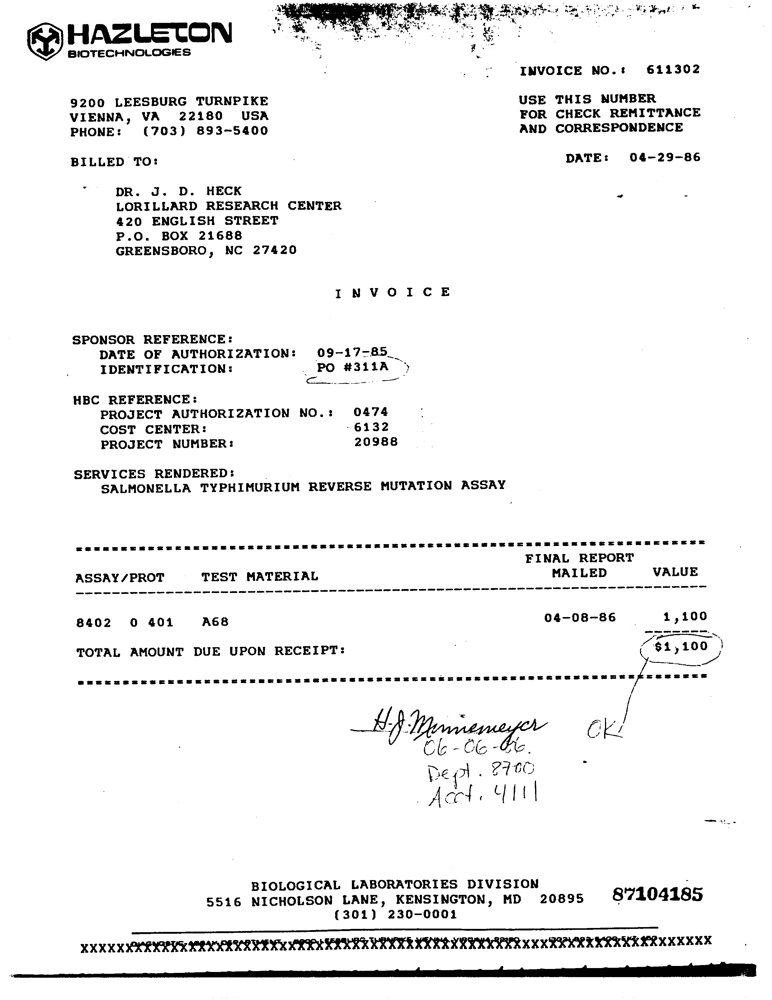 HAZLETON
BIOTECHNOLOGIES
INVOICE NO.: 611302
9200 LEESBURG TURNPIKE
VIENNA, VA 22180 USA
PHONE: (703) 893-5400
USE THIS NUMBER
FOR CHECK REMITTANCE
AND CORRESPONDENCE
BILLED TO:
DATE: 04-29-86
DR. J. D. HECK
LORILLARD RESEARCH CENTER
420 ENGLISH STREET
P.O. BOX 21688
GREENSBORO, NC 27420
I N V O I C E
SPONSOR REFERENCE:
DATE OF AUTHORIZATION: 09-17-85
IDENTIFICATION: PO #311A
HBC REFERENCE:
PROJECT AUTHORIZATION NO.: 0474
COST CENTER: 6132
PROJECT NUMBER: 20988
SERVICES RENDERED:
SALMONELLA TYPHIMURIUM REVERSE MUTATION ASSAY
FINAL REPORT
ASSAY/PROT TEST MATERIAL MAILED VALUE
8402 0 401 A68 04-08-86 1,100
TOTAL AMOUNT DUE UPON RECEIPT: $1,100
H.J. Minnemeyer OK!
06-06-86.
Dept. 8700
Acct. 4111
BIOLOGICAL LABORATORIES DIVISION
5516 NICHOLSON LANE, KENSINGTON, MD 20895
(301) 230-0001
87104185